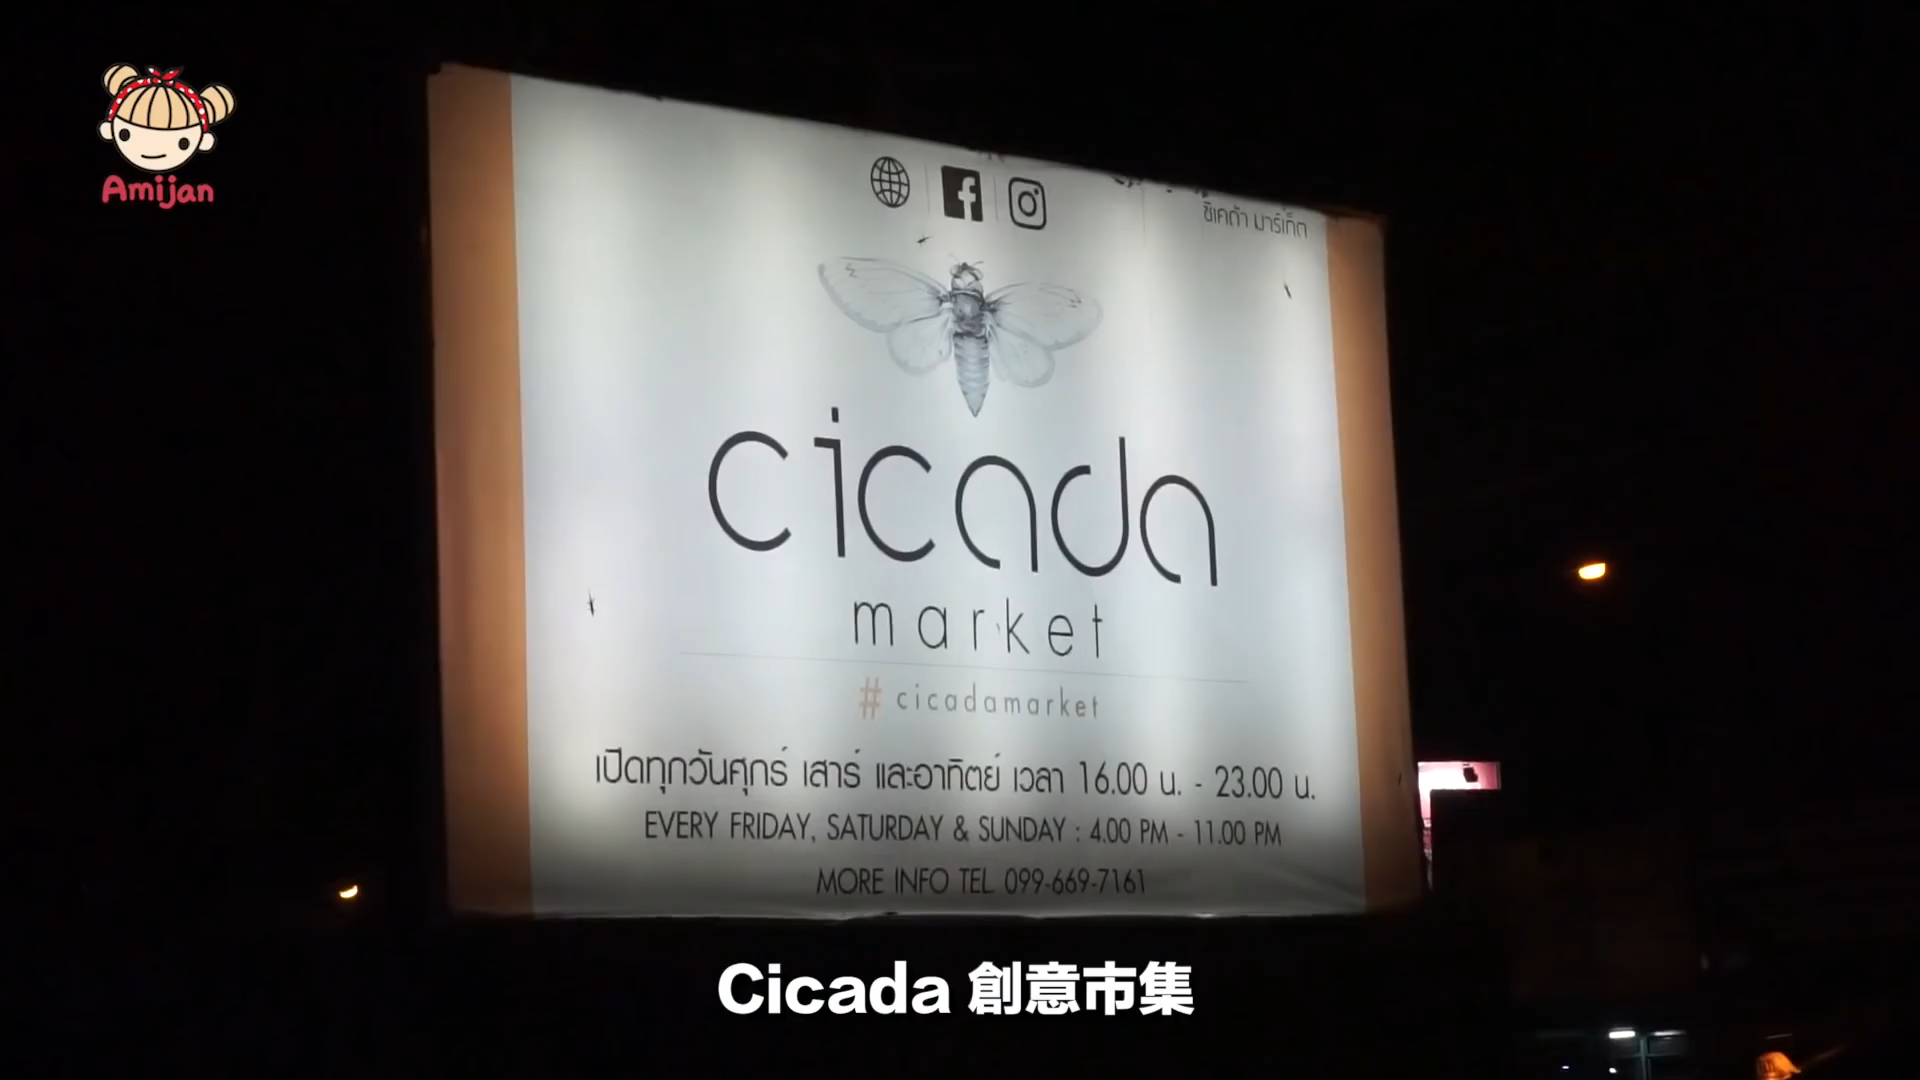 Amijan
ซิเคด้า มาร์เก็ต
cicada
market
# cicadamarket
เปิดทุกวันศุกร์ เสาร์ และอาทิตย์ เวลา 16.00 น. - 23.00 น.
EVERY FRIDAY, SATURDAY & SUNDAY : 4.00 PM - 11.00 PM
MORE INFO TEL 099-669-7161
Cicada 創意市集